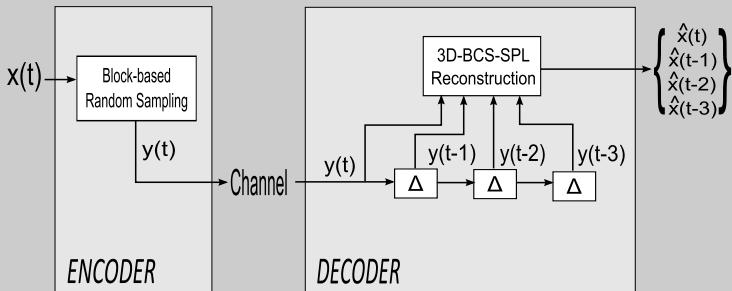 x(t)
Block-based
Random Sampling
y(t)
ENCODER
Channel
y(t)
3D-BCS-SPL
Reconstruction
y(t-1)
y(t-2)
y(t-3)
Δ
Δ
Δ
DECODER
x̂(t)
x̂(t-1)
x̂(t-2)
x̂(t-3)